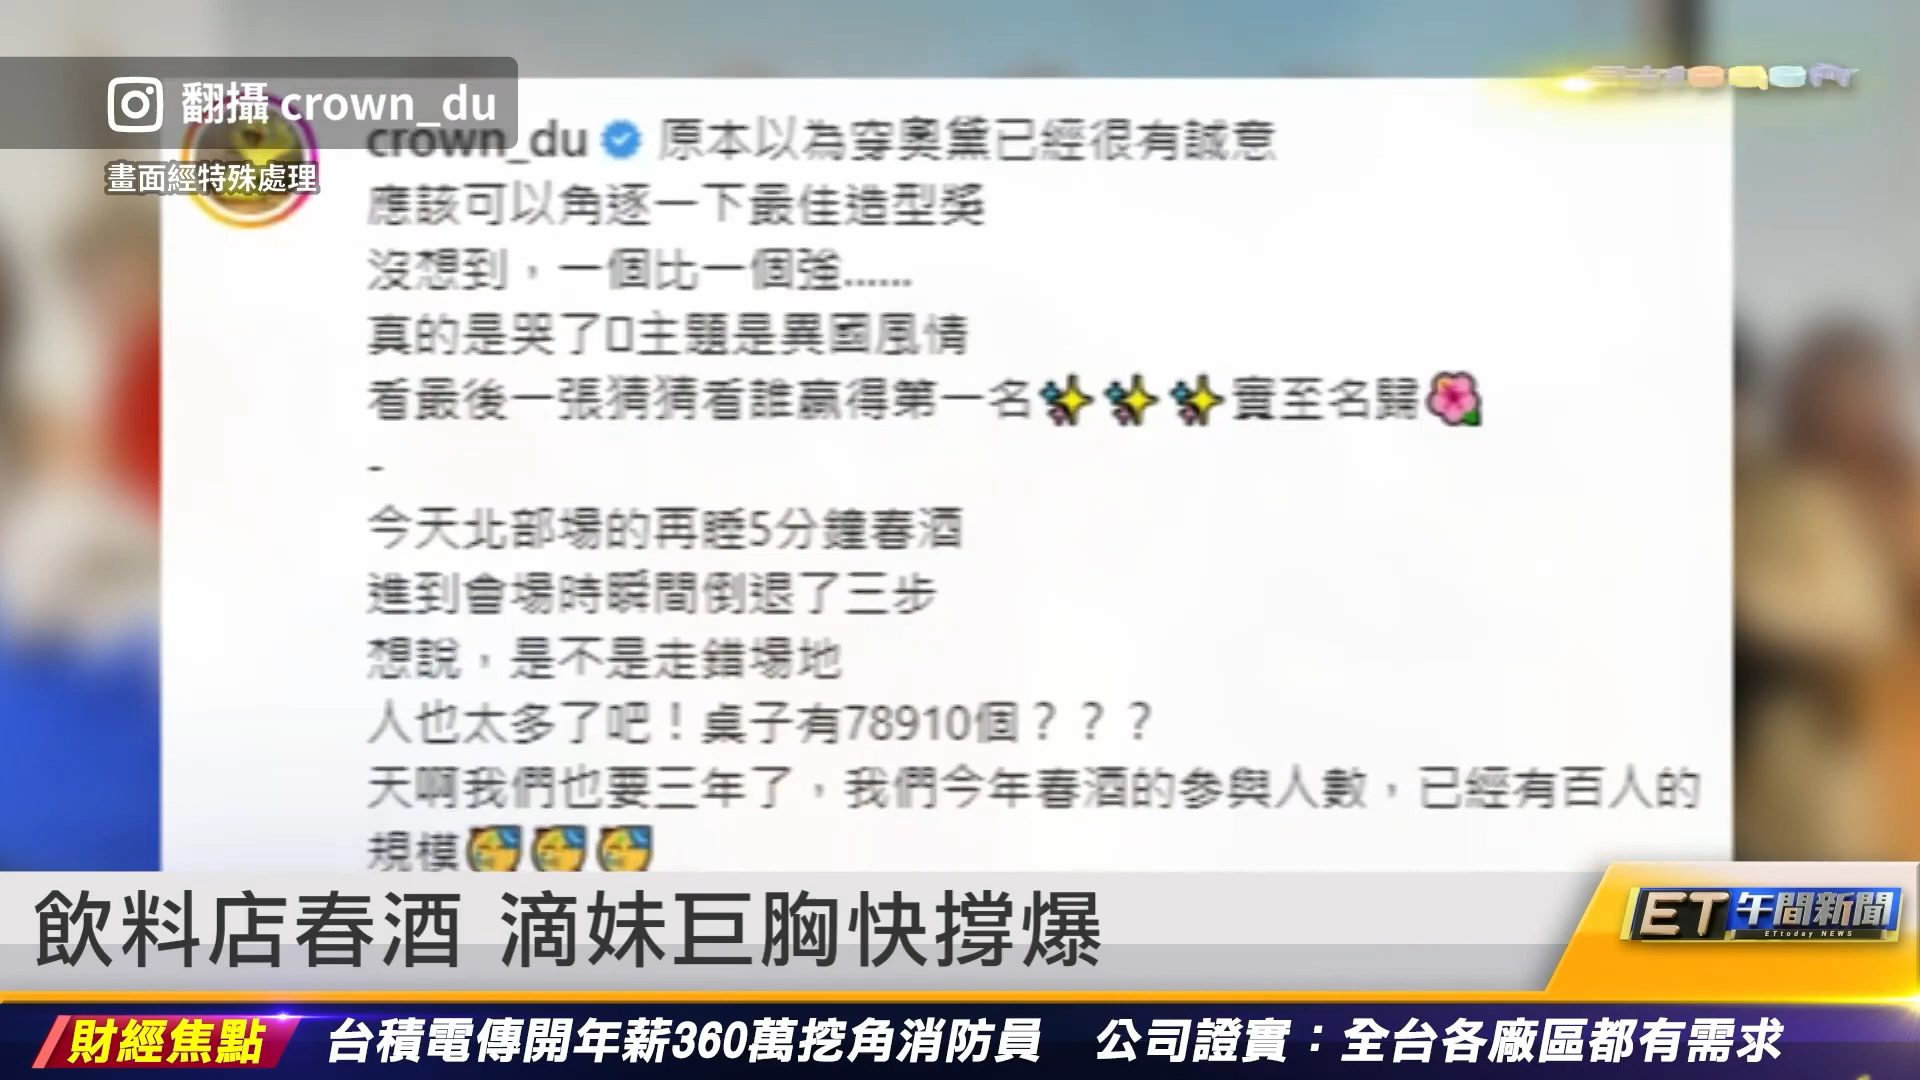 翻攝 crown_du
畫面經特殊處理
crown_du 原本以為穿奧黛已經很有誠意
應該可以角逐一下最佳造型獎
沒想到，一個比一個強......
真的是哭了▯主題是異國風情
看最後一張猜猜看誰贏得第一名✨✨✨實至名歸🌺
-
今天北部場的再睡5分鐘春酒
進到會場時瞬間倒退了三步
想說，是不是走錯場地
人也太多了吧！桌子有78910個？？？
天啊我們也要三年了，我們今年春酒的參與人數，已經有百人的
規模🥳🥳🥳
飲料店春酒 滴妹巨胸快撐爆
ET午間新聞
ETtoday NEWS
財經焦點 台積電傳開年薪360萬挖角消防員 公司證實：全台各廠區都有需求